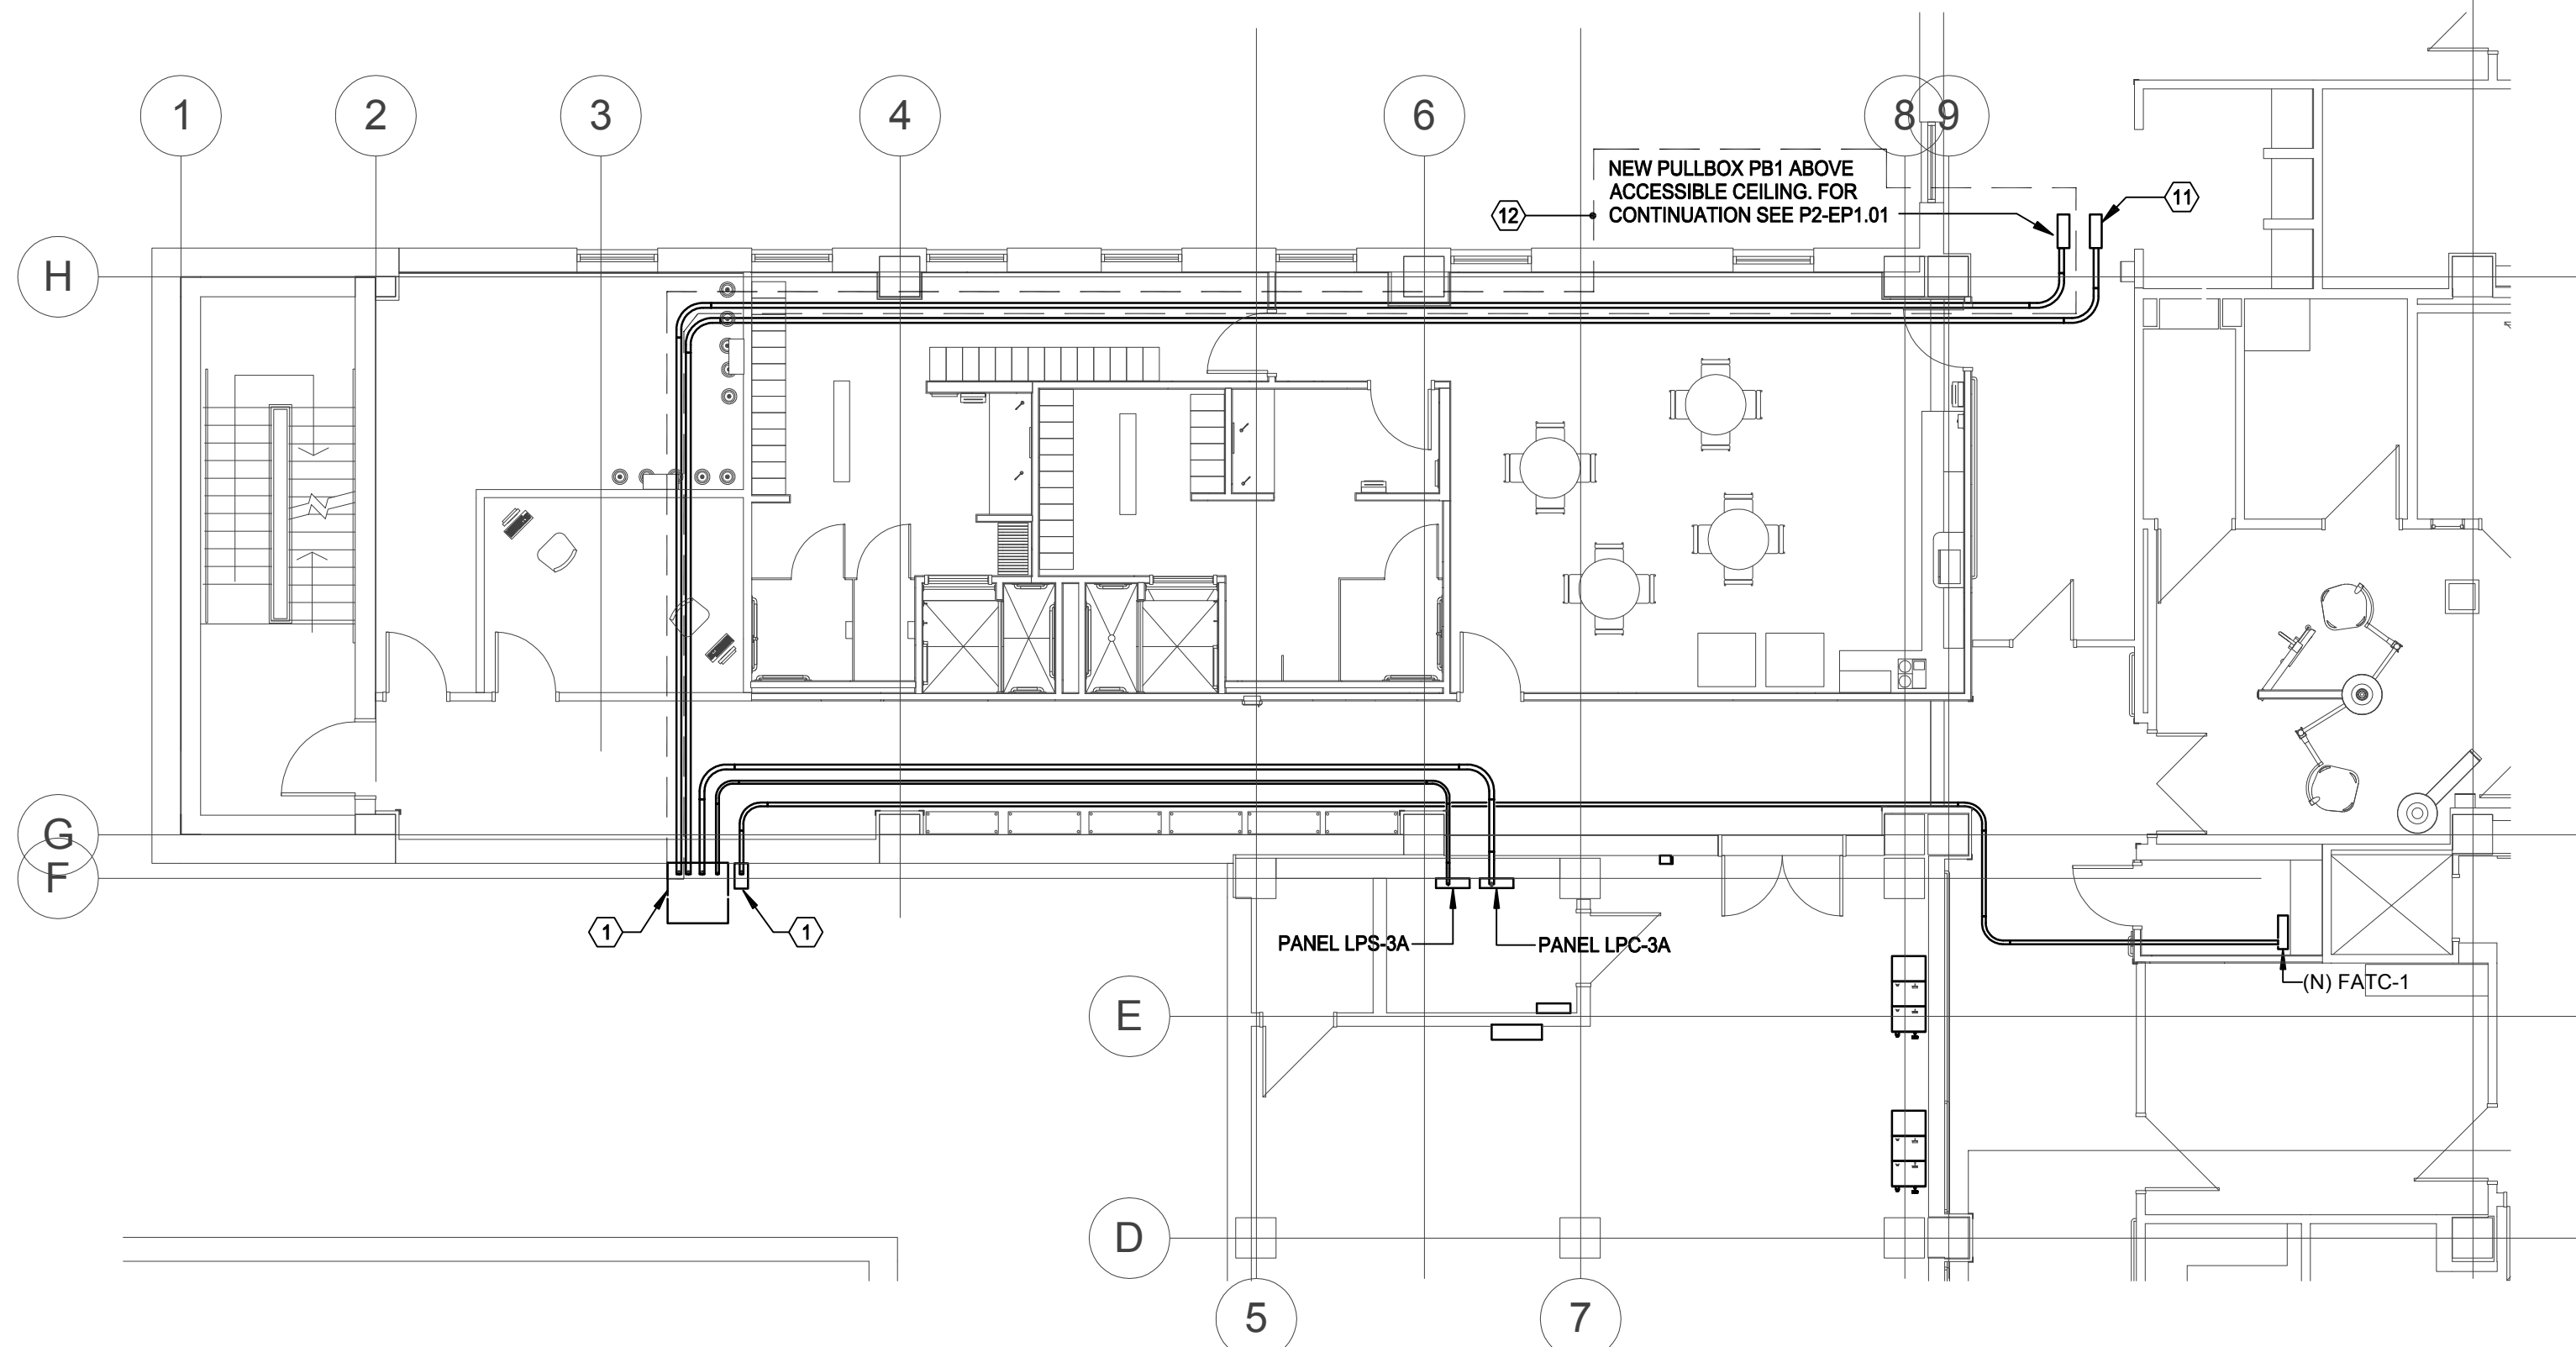 1
2
3
4
6
8
9
NEW PULLBOX PB1 ABOVE
ACCESSIBLE CEILING. FOR
CONTINUATION SEE P2-EP1.01
12
11
H
G
F
1
1
PANEL LPS-3A
PANEL LPC-3A
(N) FATC-1
E
D
5
7